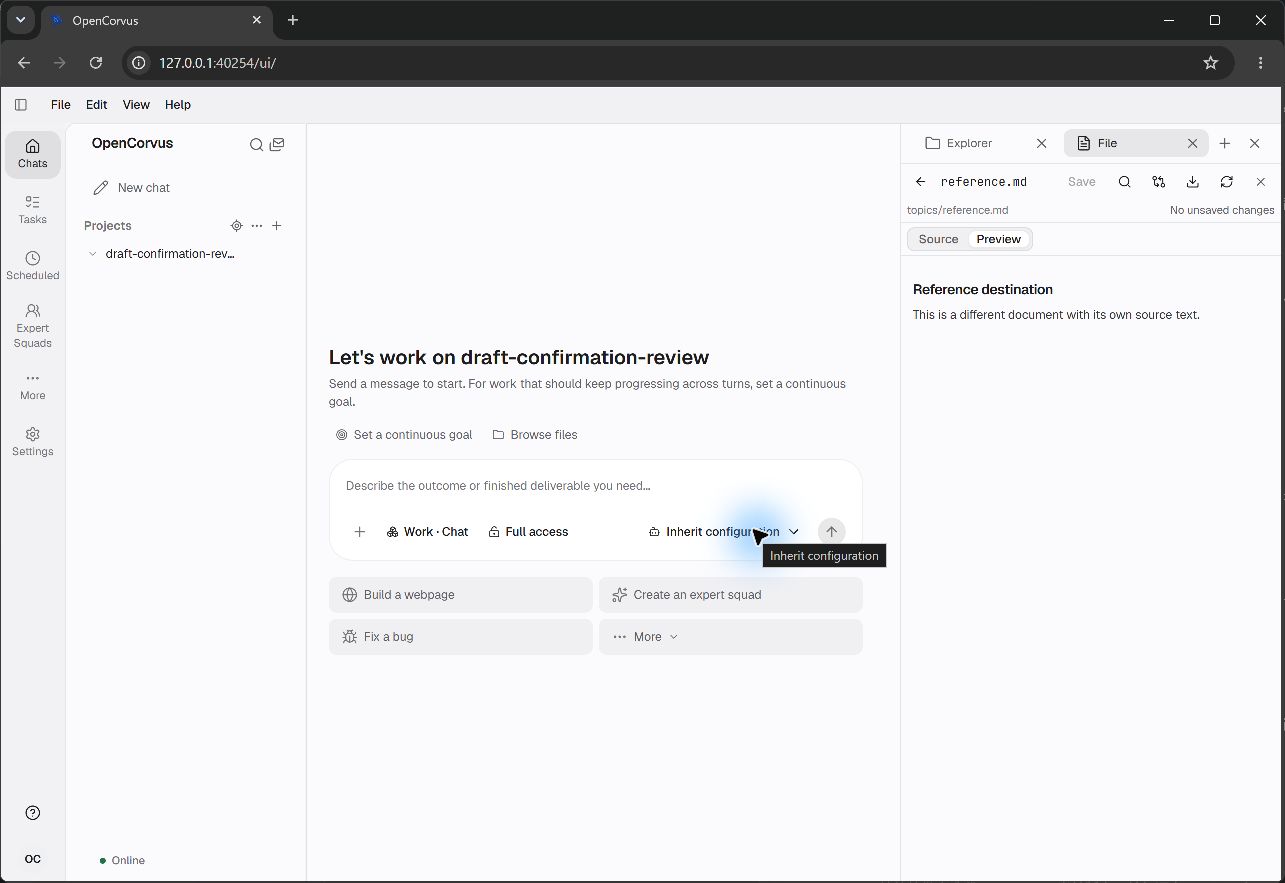 OpenCorvus
127.0.0.1:40254/ui/
File Edit View Help
Chats
Tasks
Scheduled
Expert
Squads
More
Settings
OC
OpenCorvus
New chat
Projects
draft-confirmation-rev...
Online
Let's work on draft-confirmation-review
Send a message to start. For work that should keep progressing across turns, set a continuous
goal.
Set a continuous goal Browse files
Describe the outcome or finished deliverable you need...
Work · Chat Full access Inherit configuration
Inherit configuration
Build a webpage Create an expert squad
Fix a bug More
Explorer File
reference.md Save
topics/reference.md No unsaved changes
Source Preview
Reference destination
This is a different document with its own source text.